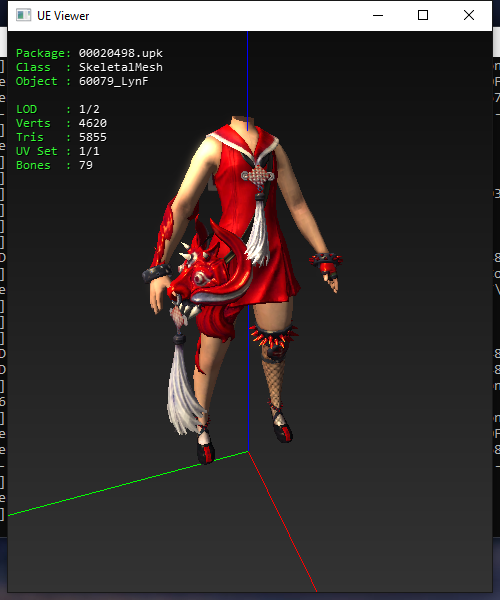 UE Viewer
Package: 00020498.upk
Class : SkeletalMesh
Object : 60079_LynF
LOD : 1/2
Verts : 4620
Tris : 5855
UV Set : 1/1
Bones : 79